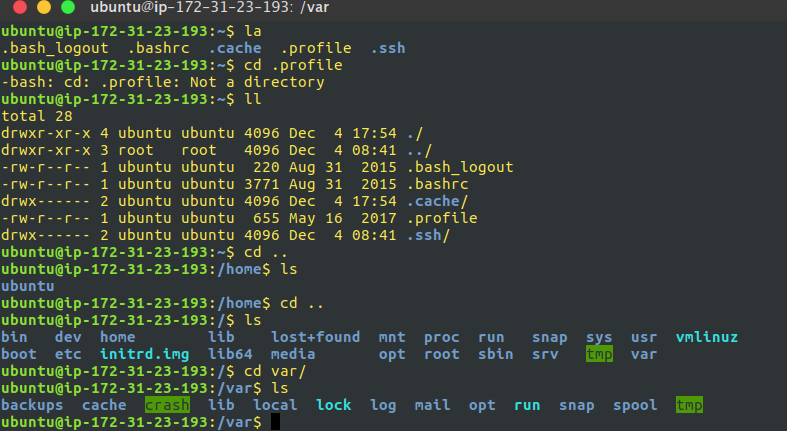 ubuntu@ip-172-31-23-193: /var
ubuntu@ip-172-31-23-193:~$ la
.bash_logout  .bashrc  .cache  .profile  .ssh
ubuntu@ip-172-31-23-193:~$ cd .profile
-bash: cd: .profile: Not a directory
ubuntu@ip-172-31-23-193:~$ ll
total 28
drwxr-xr-x 4 ubuntu ubuntu 4096 Dec  4 17:54 ./
drwxr-xr-x 3 root   root   4096 Dec  4 08:41 ../
-rw-r--r-- 1 ubuntu ubuntu  220 Aug 31  2015 .bash_logout
-rw-r--r-- 1 ubuntu ubuntu 3771 Aug 31  2015 .bashrc
drwx------ 2 ubuntu ubuntu 4096 Dec  4 17:54 .cache/
-rw-r--r-- 1 ubuntu ubuntu  655 May 16  2017 .profile
drwx------ 2 ubuntu ubuntu 4096 Dec  4 08:41 .ssh/
ubuntu@ip-172-31-23-193:~$ cd ..
ubuntu@ip-172-31-23-193:/home$ ls
ubuntu
ubuntu@ip-172-31-23-193:/home$ cd ..
ubuntu@ip-172-31-23-193:/$ ls
bin   dev  home        lib    lost+found  mnt  proc  run   snap  sys  usr  vmlinuz
boot  etc  initrd.img  lib64  media       opt  root  sbin  srv   tmp  var
ubuntu@ip-172-31-23-193:/$ cd var/
ubuntu@ip-172-31-23-193:/var$ ls
backups  cache  crash  lib  local  lock  log  mail  opt  run  snap  spool  tmp
ubuntu@ip-172-31-23-193:/var$